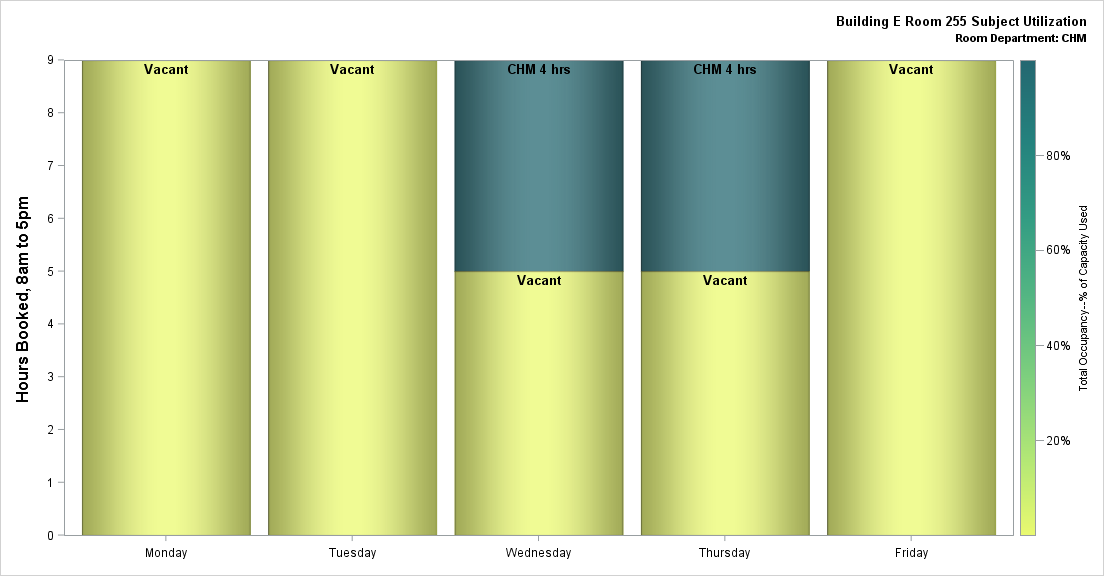 Building E Room 255 Subject Utilization
Room Department: CHM
Hours Booked, 8am to 5pm
9
8
7
6
5
4
3
2
1
0
Vacant
Vacant
CHM 4 hrs
CHM 4 hrs
Vacant
Vacant
Vacant
Monday
Tuesday
Wednesday
Thursday
Friday
80%
60%
40%
20%
Total Occupancy--% of Capacity Used